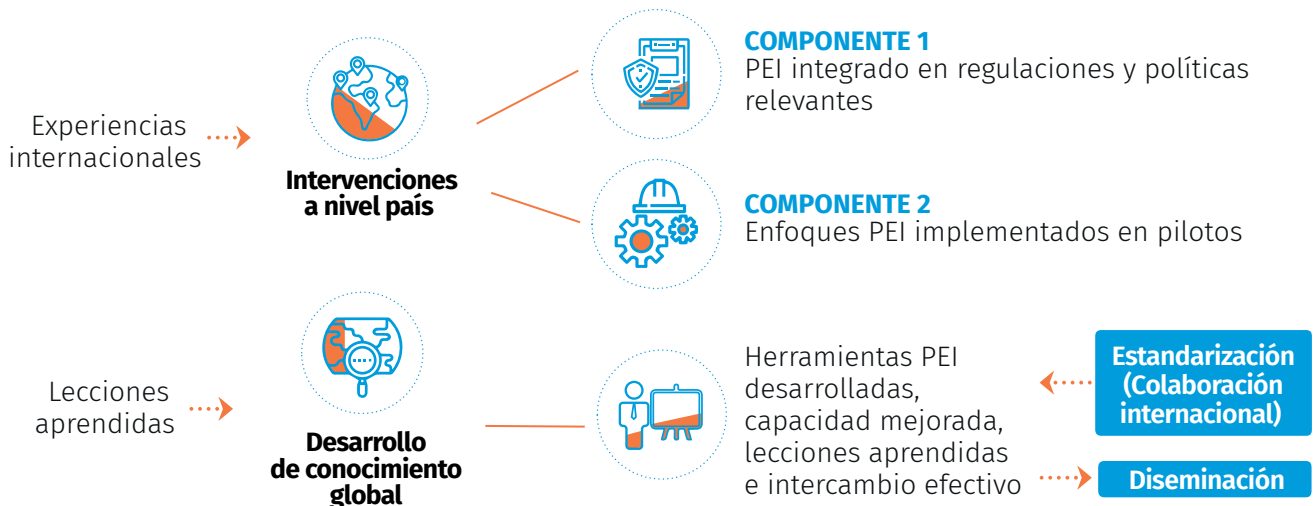 Experiencias
internacionales
Intervenciones
a nivel país
COMPONENTE 1
PEI integrado en regulaciones y políticas
relevantes
COMPONENTE 2
Enfoques PEI implementados en pilotos
Lecciones
aprendidas
Desarrollo
de conocimiento
global
Herramientas PEI
desarrolladas,
capacidad mejorada,
lecciones aprendidas
e intercambio efectivo
Estandarización
(Colaboración
internacional)
Diseminación